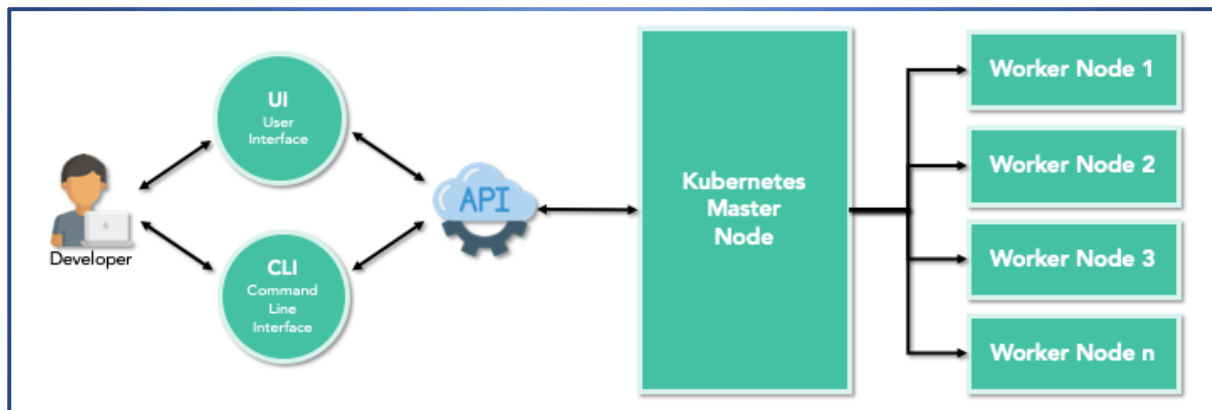 Developer
UI
User
Interface
CLI
Command
Line
Interface
API
Kubernetes
Master
Node
Worker Node 1
Worker Node 2
Worker Node 3
Worker Node n